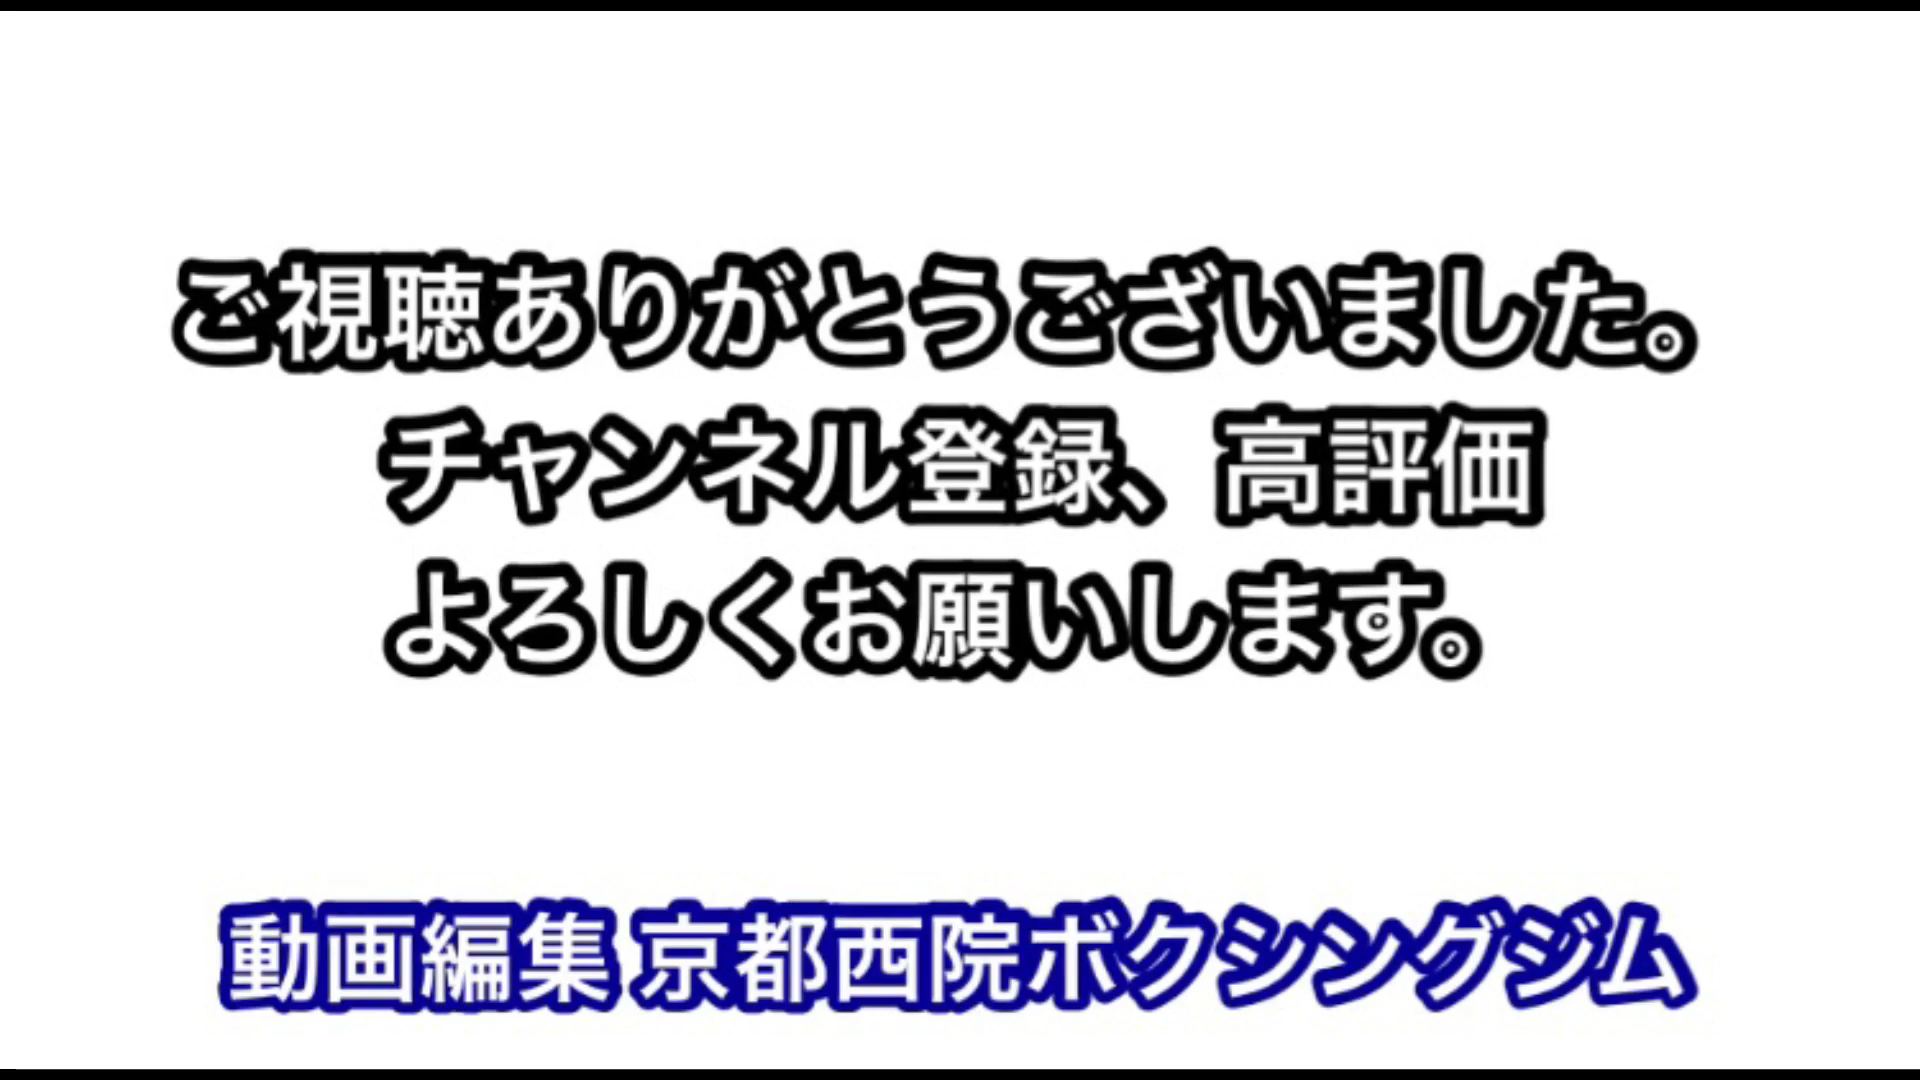 ご視聴ありがとうございました。
チャンネル登録、高評価
よろしくお願いします。
動画編集 京都西院ボクシングジム